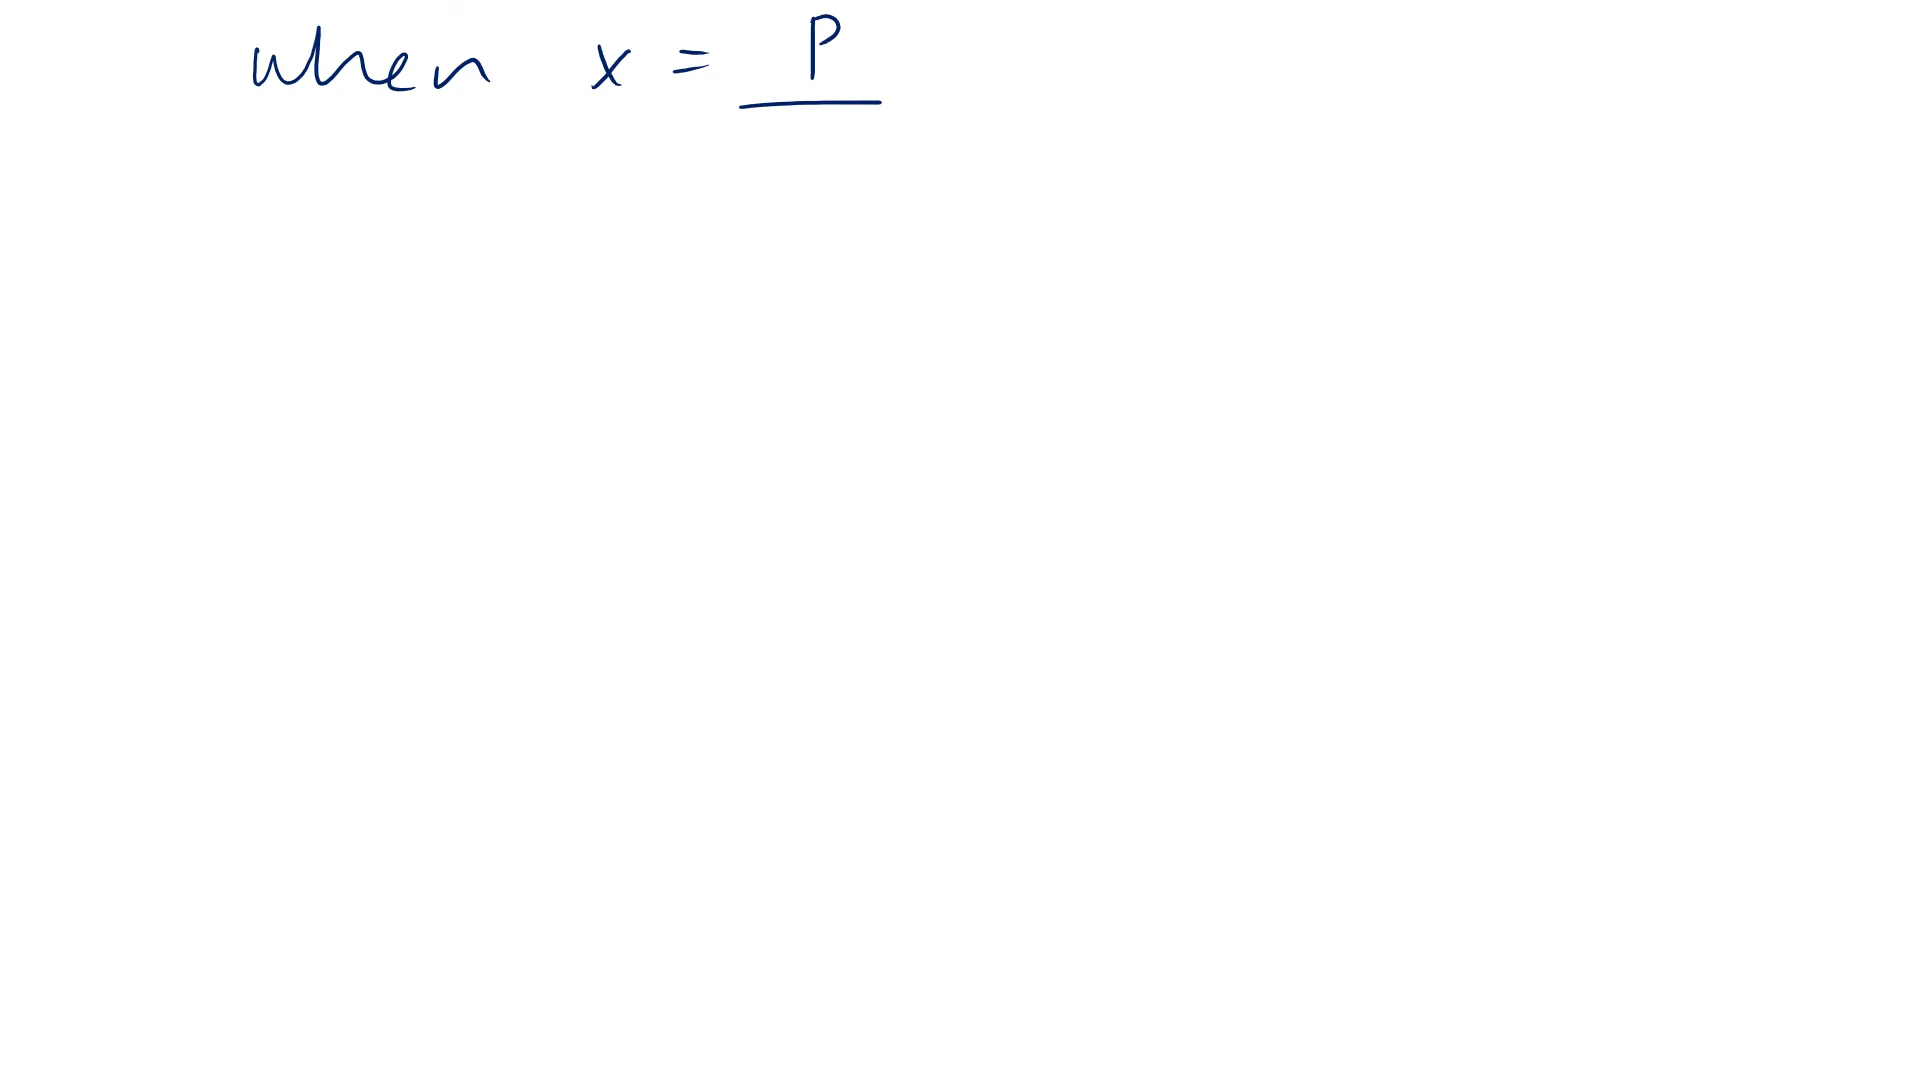 when x = P